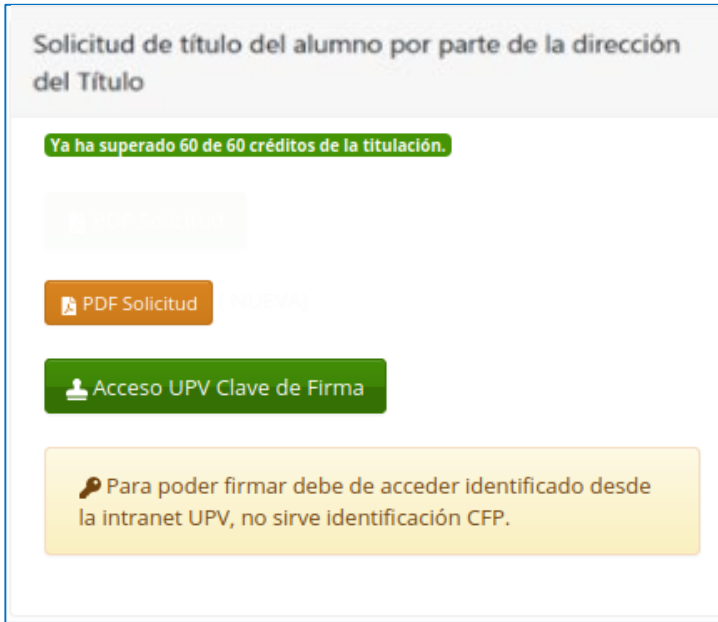 Solicitud de título del alumno por parte de la dirección
del Título
Ya ha superado 60 de 60 créditos de la titulación.
PDF Solicitud
Acceso UPV Clave de Firma
Para poder firmar debe de acceder identificado desde
la intranet UPV, no sirve identificación CFP.